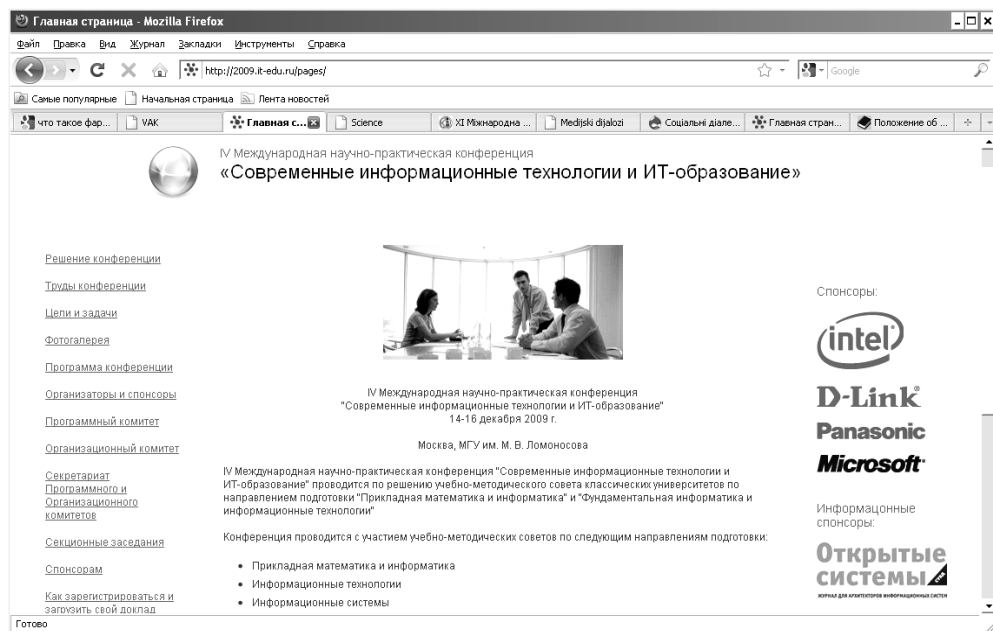 Главная страница - Mozilla Firefox
Файл Правка Вид Журнал Закладки Инструменты Справка
http://2009.it-edu.ru/pages/
Google
Самые популярные Начальная страница Лента новостей
что такое фар... VAK Главная с... Science XI Міжнародна ... Medijski dijalozi Соціальні діале... Главная стран... Положение об ...
IV Международная научно-практическая конференция
«Современные информационные технологии и ИТ-образование»
Решение конференции
Труды конференции
Цели и задачи
Фотогалерея
Программа конференции
Организаторы и спонсоры
Программный комитет
Организационный комитет
Секретариат
Программного и
Организационного
комитетов
Секционные заседания
Спонсорам
Как зарегистрироваться и
загрузить свой доклад
IV Международная научно-практическая конференция
"Современные информационные технологии и ИТ-образование"
14-16 декабря 2009 г.
Москва, МГУ им. М. В. Ломоносова
IV Международная научно-практическая конференция "Современные информационные технологии и
ИТ-образование" проводится по решению учебно-методического совета классических университетов по
направлением подготовки "Прикладная математика и информатика" и "Фундаментальная информатика и
информационные технологии"
Конференция проводится с участием учебно-методических советов по следующим направлениям подготовки:
• Прикладная математика и информатика
• Информационные технологии
• Информационные системы
Спонсоры:
intel
D-Link
Panasonic
Microsoft
Информацонные
спонсоры:
Открытые
системы
ЖУРНАЛ ДЛЯ АРХИТЕКТОРОВ ИНФОРМАЦИОННЫХ СИСТЕМ
Готово